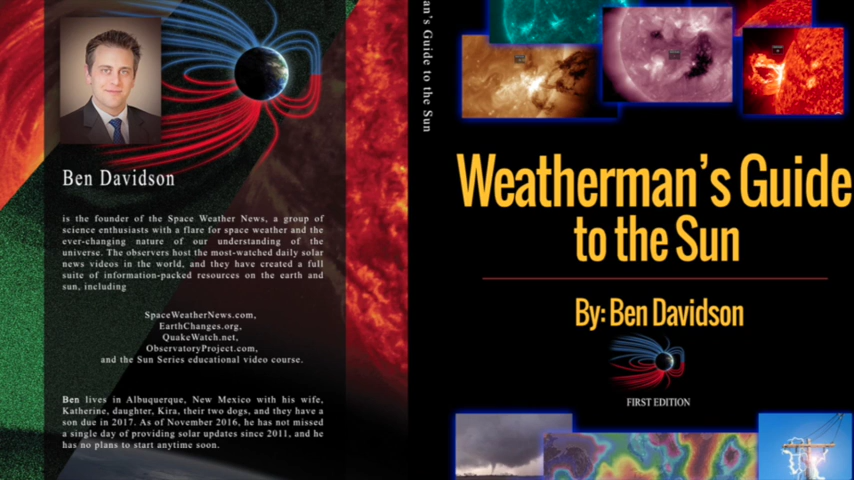 Ben Davidson
is the founder of the Space Weather News, a group of
science enthusiasts with a flare for space weather and the
ever-changing nature of our understanding of the
universe. The observers host the most-watched daily solar
news videos in the world, and they have created a full
suite of information-packed resources on the earth and
sun, including
SpaceWeatherNews.com,
EarthChanges.org,
QuakeWatch.net,
ObservatoryProject.com,
and the Sun Series educational video course.
Ben lives in Albuquerque, New Mexico with his wife,
Katherine, daughter, Kira, their two dogs, and they have a
son due in 2017. As of November 2016, he has not missed
a single day of providing solar updates since 2011, and he
has no plans to start anytime soon.
an's Guide to the Sun
Weatherman's Guide
to the Sun
By: Ben Davidson
FIRST EDITION